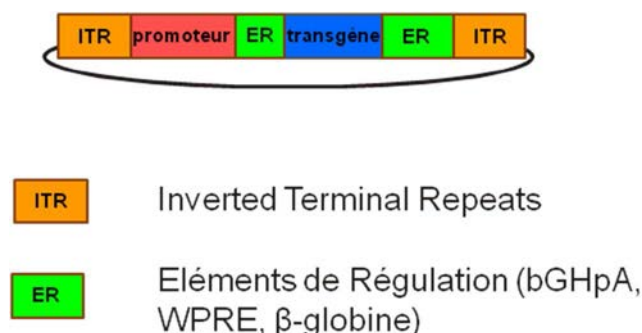 ITR promoteur ER transgène ER ITR
ITR Inverted Terminal Repeats
ER Eléments de Régulation (bGHpA,
WPRE, β-globine)